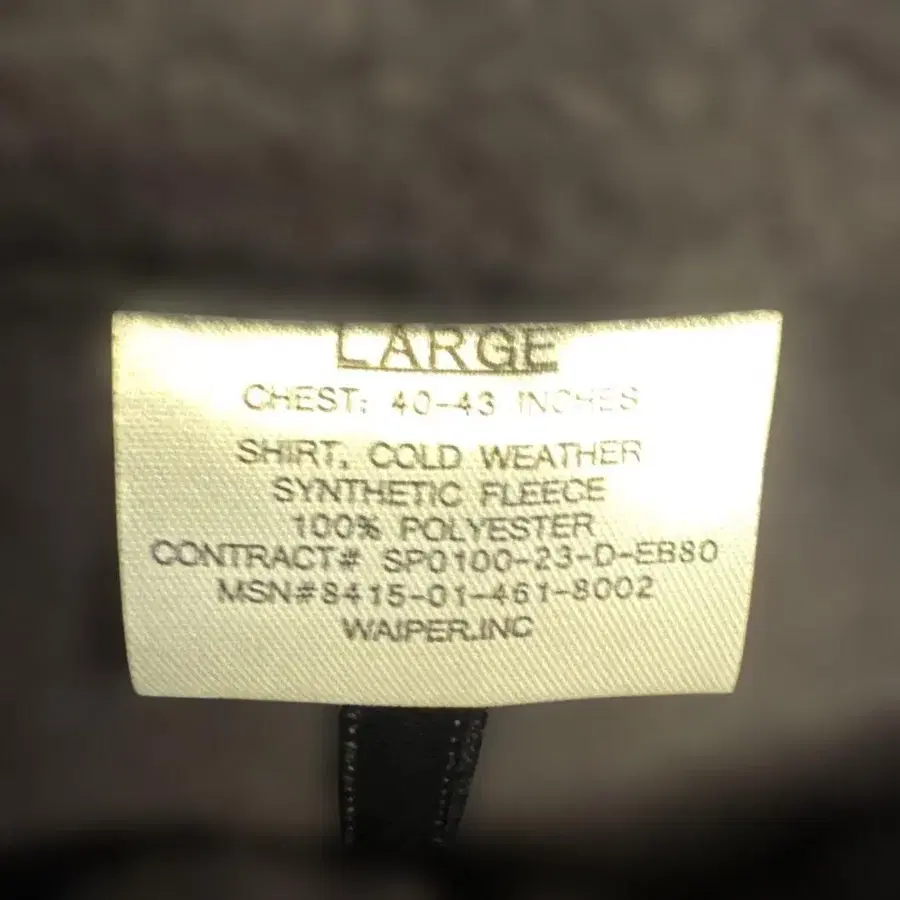 LARGE
CHEST: 40-43 INCHES
SHIRT, COLD WEATHER
SYNTHETIC FLEECE
100% POLYESTER
CONTRACT# SP0100-23-D-EB80
MSN#8415-01-461-8002
WAIPER.INC